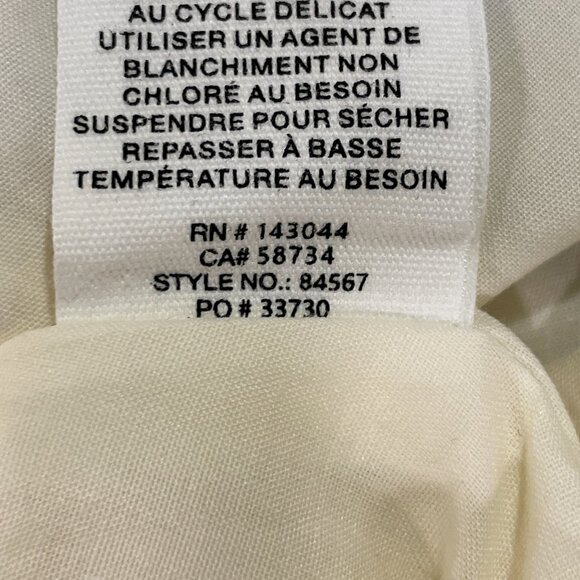 AU CYCLE DÉLICAT
UTILISER UN AGENT DE
BLANCHIMENT NON
CHLORÉ AU BESOIN
SUSPENDRE POUR SÉCHER
REPASSER À BASSE
TEMPÉRATURE AU BESOIN
RN # 143044
CA# 58734
STYLE NO.: 84567
PO # 33730